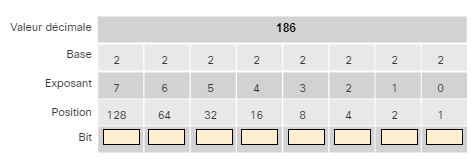 Valeur décimale 186
Base 2 2 2 2 2 2 2 2
Exposant 7 6 5 4 3 2 1 0
Position 128 64 32 16 8 4 2 1
Bit